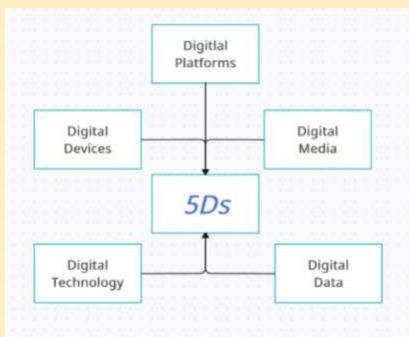 Digitlal
Platforms
Digital
Devices
Digital
Media
5Ds
Digital
Technology
Digital
Data